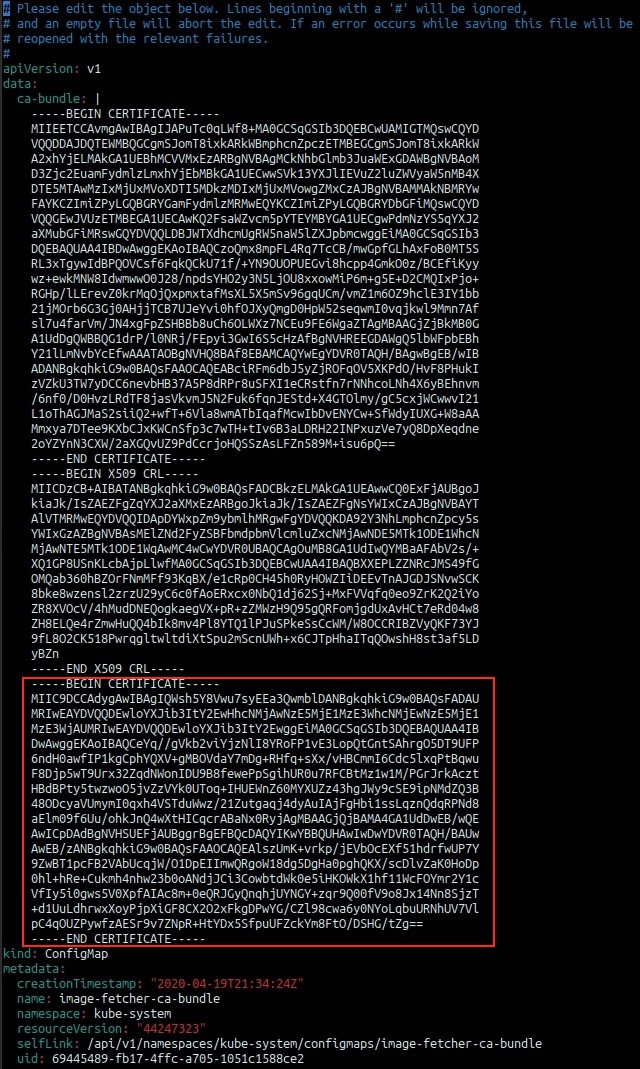 # Please edit the object below. Lines beginning with a '#' will be ignored,
# and an empty file will abort the edit. If an error occurs while saving this file will be
# reopened with the relevant failures.
#
apiVersion: v1
data:
  ca-bundle: |
    -----BEGIN CERTIFICATE-----
    MIIEETCCAvmgAwIBAgIJAPuTc0qLWf8+MA0GCSqGSIb3DQEBCwUAMIGTMQswCQYD
    VQQDDAJDQTEWMBQGCgmSJomT8ixkARkWBmphcnZpczETMBEGCgmSJomT8ixkARkW
    A2xhYjELMAkGA1UEBhMCVVMxEzARBgNVBAgMCkNhbGlmb3JuaWExGDAWBgNVBAoM
    D3Zjc2EuamFydmlzLmxhYjEbMBkGA1UECwwSVk13YXJlIEVuZ2luZWVyaW5nMB4X
    DTE5MTAwMzIxMjUxMVoXDTI5MDkzMDIxMjUxMVowgZMxCzAJBgNVBAMMAkNBMRYw
    FAYKCZImiZPyLGQBGRYGamFydmlzMRMwEQYKCZImiZPyLGQBGRYDbGFiMQswCQYD
    VQQGEwJVUzETMBEGA1UECAwKQ2FsaWZvcm5pYTEYMBYGA1UECgwPdmNzYS5qYXJ2
    aXMubGFiMRswGQYDVQQLDBJWTXdhcmUgRW5naW5lZXJpbmcwggEiMA0GCSqGSIb3
    DQEBAQUAA4IBDwAwggEKAoIBAQCzoQmx8mpFL4Rq7TcCB/mwGpfGLhAxFoB0MT5S
    RL3xTgywIdBPQOVCsf6FqkQCkU71f/+YN9OUOPUEGvi8hcpp4GmkO0z/BCEfiKyy
    wz+ewkMNW8IdwmwwO0J28/npdsYHO2y3N5LjOU8xxowMiP6m+g5E+D2CMQIxPjo+
    RGHp/lLErevZ0krMqOjQxpmxtafMsXL5X5mSv96gqUCm/vmZ1m6OZ9hclE3IY1bb
    21jMOrb6G3Gj0AHjjTCB7UJeYvi0hfOJXyQmgD0HpW52seqwmI0vqjkwl9Mmn7Af
    sl7u4farVm/JN4xgFpZSHBBb8uCh6OLWXz7NCEu9FE6WgaZTAgMBAAGjZjBkMB0G
    A1UdDgQWBBQG1drP/l0NRj/FEpyi3GwI6S5cHzAfBgNVHREEGDAWgQ5lbWFpbEBh
    Y21lLmNvbYcEfwAAATAOBgNVHQ8BAf8EBAMCAQYwEgYDVR0TAQH/BAgwBgEB/wIB
    ADANBgkqhkiG9w0BAQsFAAOCAQEABciRFm6dbJ5yZjROFqOV5XKPdO/HvF8PHukI
    zVZkU3TW7yDCC6nevbHB37A5P8dRPr8uSFXI1eCRstfn7rNNhcoLNh4X6yBEhnvm
    /6nf0/D0HvzLRdTF8jasVkvmJ5N2Fuk6fqnJEStd+X4GTOlmy/gC5cxjWCwwvI21
    L1oThAGJMaS2siiQ2+wfT+6Vla8wmATbIqafMcwIbDvENYCw+SfWdyIUXG+W8aAA
    Mmxya7DTee9KXbCJxKWCnSfp3c7wTH+tIv6B3aLDRH22INPxuzVe7yQ8DpXeqdne
    2oYZYnN3CXW/2aXGQvUZ9PdCcrjoHQSSzAsLFZn589M+isu6pQ==
    -----END CERTIFICATE-----
    -----BEGIN X509 CRL-----
    MIICDzCB+AIBATANBgkqhkiG9w0BAQsFADCBkzELMAkGA1UEAwwCQ0ExFjAUBgoJ
    kiaJk/IsZAEZFgZqYXJ2aXMxEzARBgoJkiaJk/IsZAEZFgNsYWIxCzAJBgNVBAYT
    AlVTMRMwEQYDVQQIDApDYWxpZm9ybmlhMRgwFgYDVQQKDA92Y3NhLmphcnZpcy5s
    YWIxGzAZBgNVBAsMElZNd2FyZSBFbmdpbmVlcmluZxcNMjAwNDE5MTk1ODE1WhcN
    MjAwNTE5MTk1ODE1WqAwMC4wCwYDVR0UBAQCAgOuMB8GA1UdIwQYMBaAFAbV2s/+
    XQ1GP8USnKLcbAjpLlwfMA0GCSqGSIb3DQEBCwUAA4IBAQBXXEPLZZNRcJMS49fG
    OMQab360hBZOrFNmMFf93KqBX/e1cRp0CH45h0RyHOWZIiDEEvTnAJGDJSNvwSCK
    8bke8wzensl2zrzU29yC6c0fAoERxcx0NbQ1dj62Sj+MxFVVqfq0eo9ZrK2Q2iYo
    ZR8XVOcV/4hMudDNEQogkaegVX+pR+zZMWzH9Q95gQRFomjgdUxAvHCt7eRd04w8
    ZH8ELQe4rZmwHuQQ4bIk8mv4Pl8YTQ1lPJuSPkeSsCcWM/W8OCCRIBZVyQKF73YJ
    9fL8O2CK518PwrqgltwltdiXtSpu2mScnUWh+x6CJTpHhaITqQOwshH8st3af5LD
    yBZn
    -----END X509 CRL-----
    -----BEGIN CERTIFICATE-----
    MIIC9DCCAdygAwIBAgIQWsh5Y8Vwu7syEEa3QwmblDANBgkqhkiG9w0BAQsFADAU
    MRIwEAYDVQQDEwloYXJib3ItY2EwHhcNMjAwNzE5MjE1MzE3WhcNMjEwNzE5MjE1
    MzE3WjAUMRIwEAYDVQQDEwloYXJib3ItY2EwggEiMA0GCSqGSIb3DQEBAQUAA4IB
    DwAwggEKAoIBAQCeYq//gVkb2viYjzNlI8YRoFP1vE3LopQtGntSAhrgO5DT9UFP
    6ndH0awfIP1kgCphYQXV+gMBOVdaY7mDg+RHfq+sXx/vHBCmmI6Cdc5lxqPtBqwu
    F8Djp5wT9Urx32ZqdNWonIDU9B8fewePpSgihUR0u7RFCBtMz1w1M/PGrJrkAczt
    HBdBPty5twzwoO5jvZzVYk0UToq+IHUEWnZ60MYXUZz43hgJWy9cSE9ipNMdZQ3B
    48ODcyaVUmymI0qxh4VSTduWwz/21Zutgaqj4dyAuIAjFgHbi1ssLqznQdqRPNd8
    aElm09f6Uu/ohkJnQ4wXtHICqcrABaNx0RyjAgMBAAGjQjBAMA4GA1UdDwEB/wQE
    AwICpDAdBgNVHSUEFjAUBggrBgEFBQcDAQYIKwYBBQUHAwIwDwYDVR0TAQH/BAUw
    AwEB/zANBgkqhkiG9w0BAQsFAAOCAQEAlszUmK+vrkp/jEVbOcEXf51hdrfwUP7Y
    9ZwBT1pcFB2VAbUcqjW/O1DpEIImwQRgoW18dg5DgHa0pghQKX/scDlvZaK0HoDp
    0hl+hRe+Cukmh4nhw23b0oANdjJCi3CowbtdWk0e5iHKOWkX1hf11WcFOYmr2Y1c
    VfIy5i0gws5V0XpfAIAc8m+0eQRJGyQnqhjUYNGY+zqr9Q00fV9o8Jx14Nn8SjzT
    +d1UuLdhrwxXoyPjpXiGF8CX2O2xFkgDPwYG/CZl98cwa6y0NYoLqbuURNhUV7Vl
    pC4qOUZPywfzAESr9v7ZNpR+HtYDx5SfpuUFZckYm8FtO/DSHG/tZg==
    -----END CERTIFICATE-----
kind: ConfigMap
metadata:
  creationTimestamp: "2020-04-19T21:34:24Z"
  name: image-fetcher-ca-bundle
  namespace: kube-system
  resourceVersion: "44247323"
  selfLink: /api/v1/namespaces/kube-system/configmaps/image-fetcher-ca-bundle
  uid: 69445489-fb17-4ffc-a705-1051c1588ce2